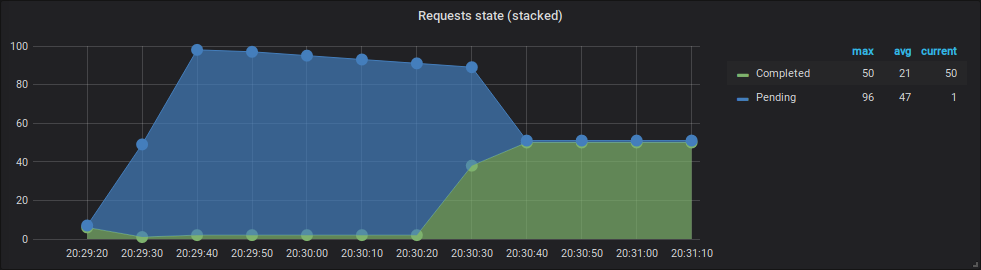 Requests state (stacked)
max avg current
Completed 50 21 50
Pending 96 47 1
100
80
60
40
20
0
20:29:20 20:29:30 20:29:40 20:29:50 20:30:00 20:30:10 20:30:20 20:30:30 20:30:40 20:30:50 20:31:00 20:31:10